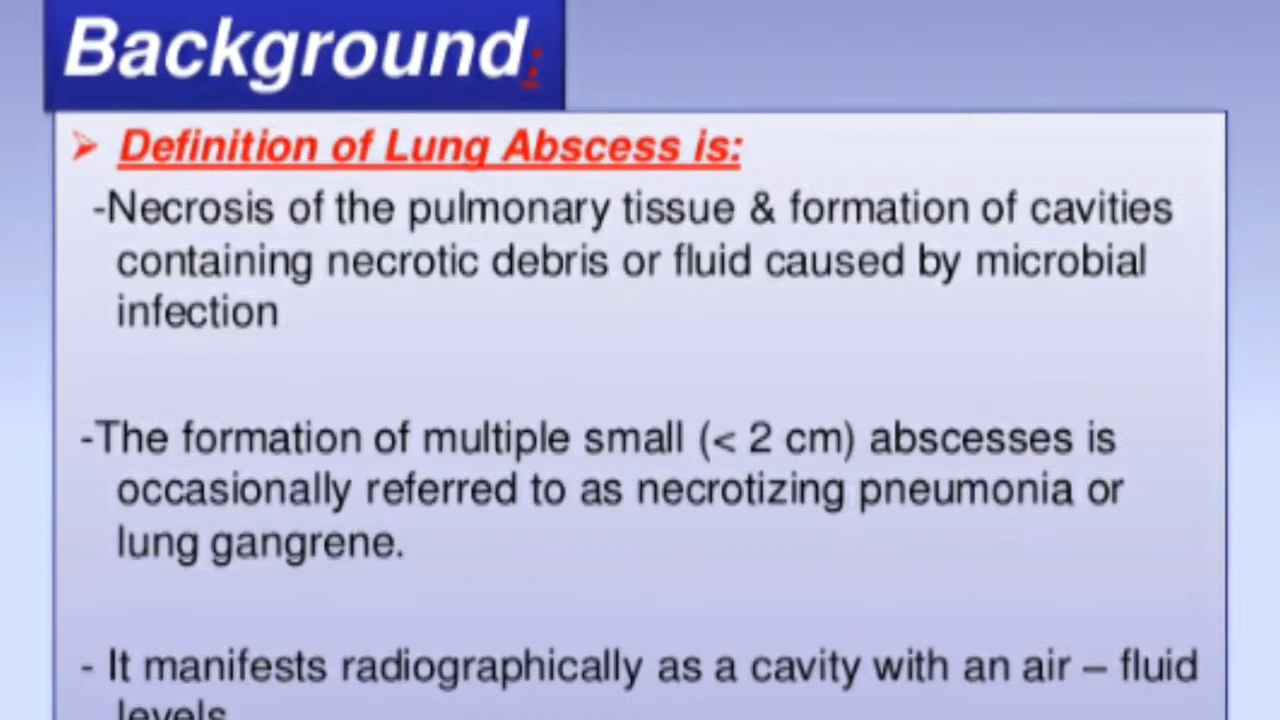 Background:
Definition of Lung Abscess is:
-Necrosis of the pulmonary tissue & formation of cavities
containing necrotic debris or fluid caused by microbial
infection
-The formation of multiple small (< 2 cm) abscesses is
occasionally referred to as necrotizing pneumonia or
lung gangrene.
- It manifests radiographically as a cavity with an air – fluid
levels